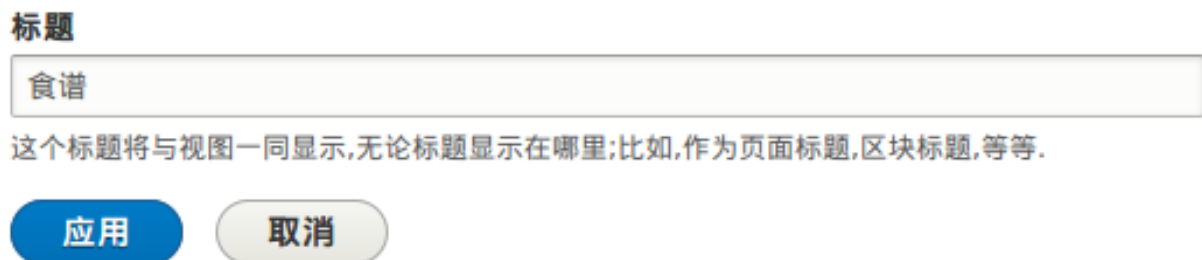 标题
食谱
这个标题将与视图一同显示,无论标题显示在哪里;比如,作为页面标题,区块标题,等等.
应用 取消